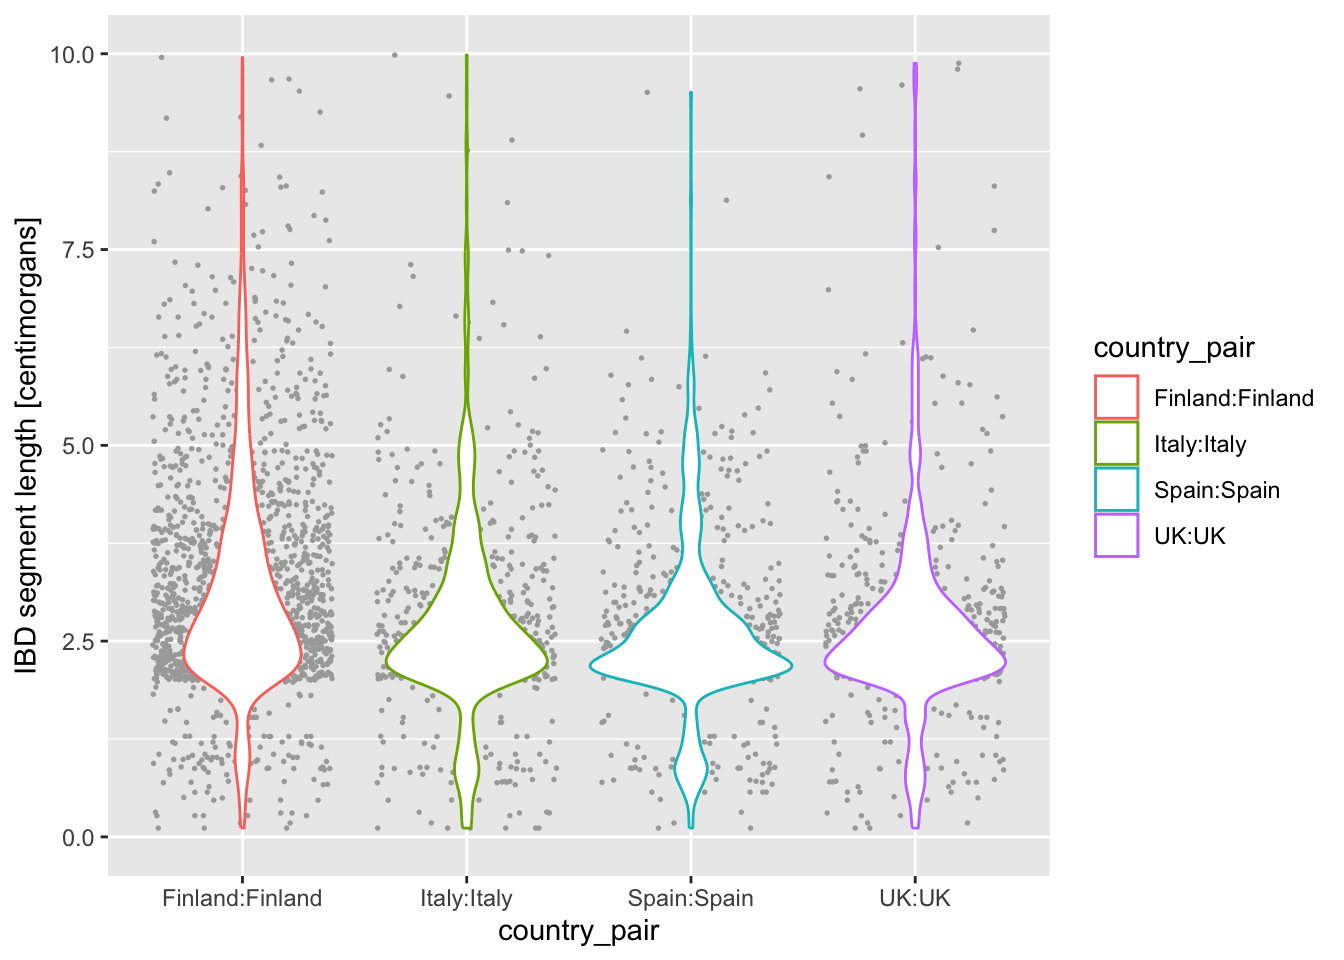 IBD segment length [centimorgans]
10.0
7.5
5.0
2.5
0.0
Finland:Finland
Italy:Italy
Spain:Spain
UK:UK
country_pair
country_pair
Finland:Finland
Italy:Italy
Spain:Spain
UK:UK